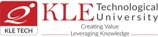 KLE Technological
University
Creating Value
Leveraging Knowledge
KLE TECH